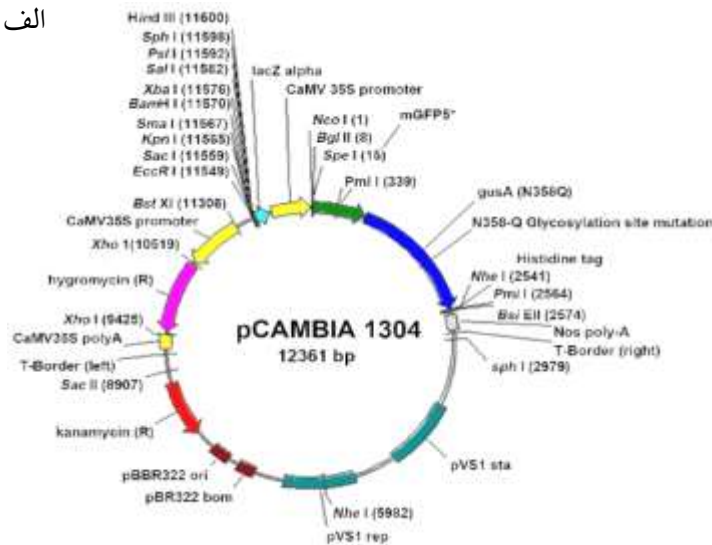 الف
Hind III (11600)
Sph I (11598)
Pst I (11592)
Sal I (11582)
Xba I (11576)
BamH I (11570)
Sma I (11567)
Kpn I (11565)
Sac I (11559)
EcoR I (11549)
lacZ alpha
CaMV 35S promoter
Nco I (1)
Bgl II (8)
Spe I (15)
mGFP5*
Pml I (339)
gusA (N358Q)
N358-Q Glycosylation site mutation
Histidine tag
Nhe I (2541)
Pml I (2564)
Bst EII (2574)
Nos poly-A
T-Border (right)
sph I (2979)
pVS1 sta
Nhe I (5982)
pVS1 rep
pBR322 bom
pBBR322 ori
kanamycin (R)
Sac II (8907)
T-Border (left)
CaMV35S polyA
Xho I (9425)
hygromycin (R)
Xho 1(10519)
CaMV35S promoter
Bst XI (11306)
pCAMBIA 1304
12361 bp